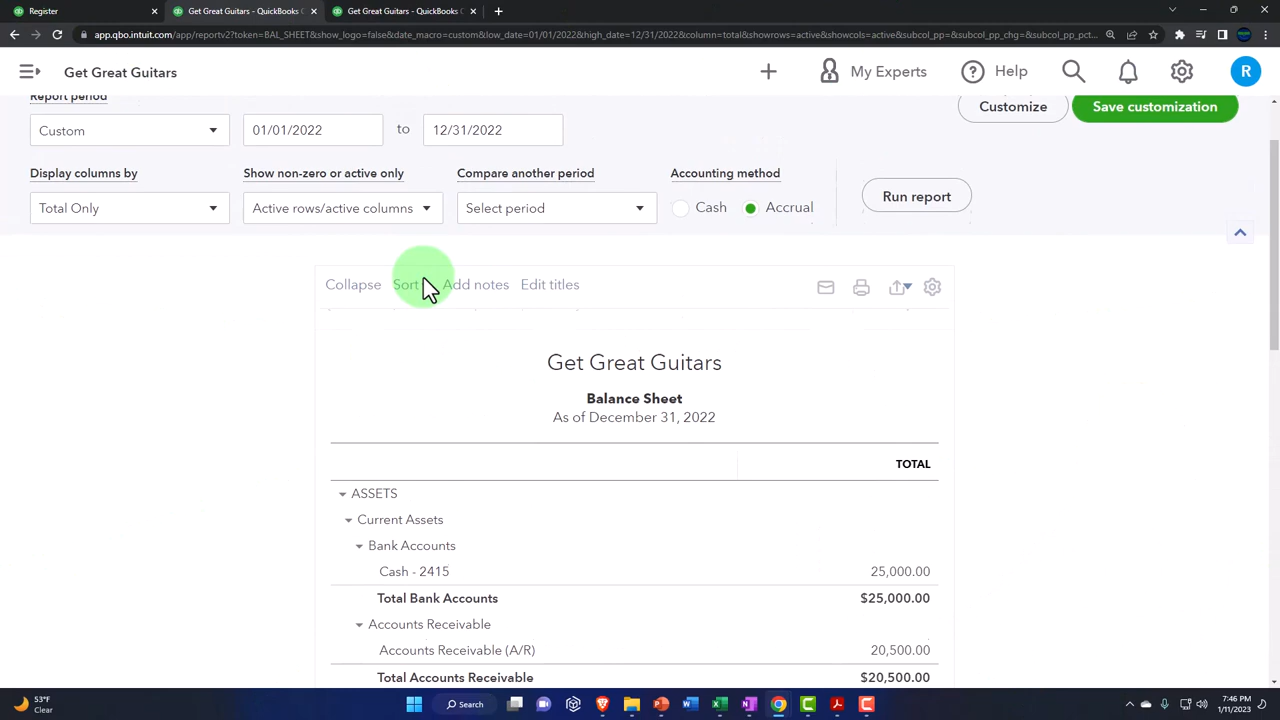 Register
Get Great Guitars - QuickBooks C
Get Great Guitars - QuickBooks C
app.qbo.intuit.com/app/reportv2?token=BAL_SHEET&show_logo=false&date_macro=custom&low_date=01/01/2022&high_date=12/31/2022&column=total&showrows=active&showcols=active&subcol_pp=&subcol_pp_chg=&subcol_pp_pct...
Get Great Guitars
My Experts
Help
R
Report period
Customize
Save customization
Custom
01/01/2022
to
12/31/2022
Display columns by
Show non-zero or active only
Compare another period
Accounting method
Total Only
Active rows/active columns
Select period
Cash
Accrual
Run report
Collapse
Sort
Add notes
Edit titles
Get Great Guitars
Balance Sheet
As of December 31, 2022
TOTAL
ASSETS
Current Assets
Bank Accounts
Cash - 2415 25,000.00
Total Bank Accounts $25,000.00
Accounts Receivable
Accounts Receivable (A/R) 20,500.00
Total Accounts Receivable $20,500.00
53°F
Clear
Search
7:46 PM
1/11/2023